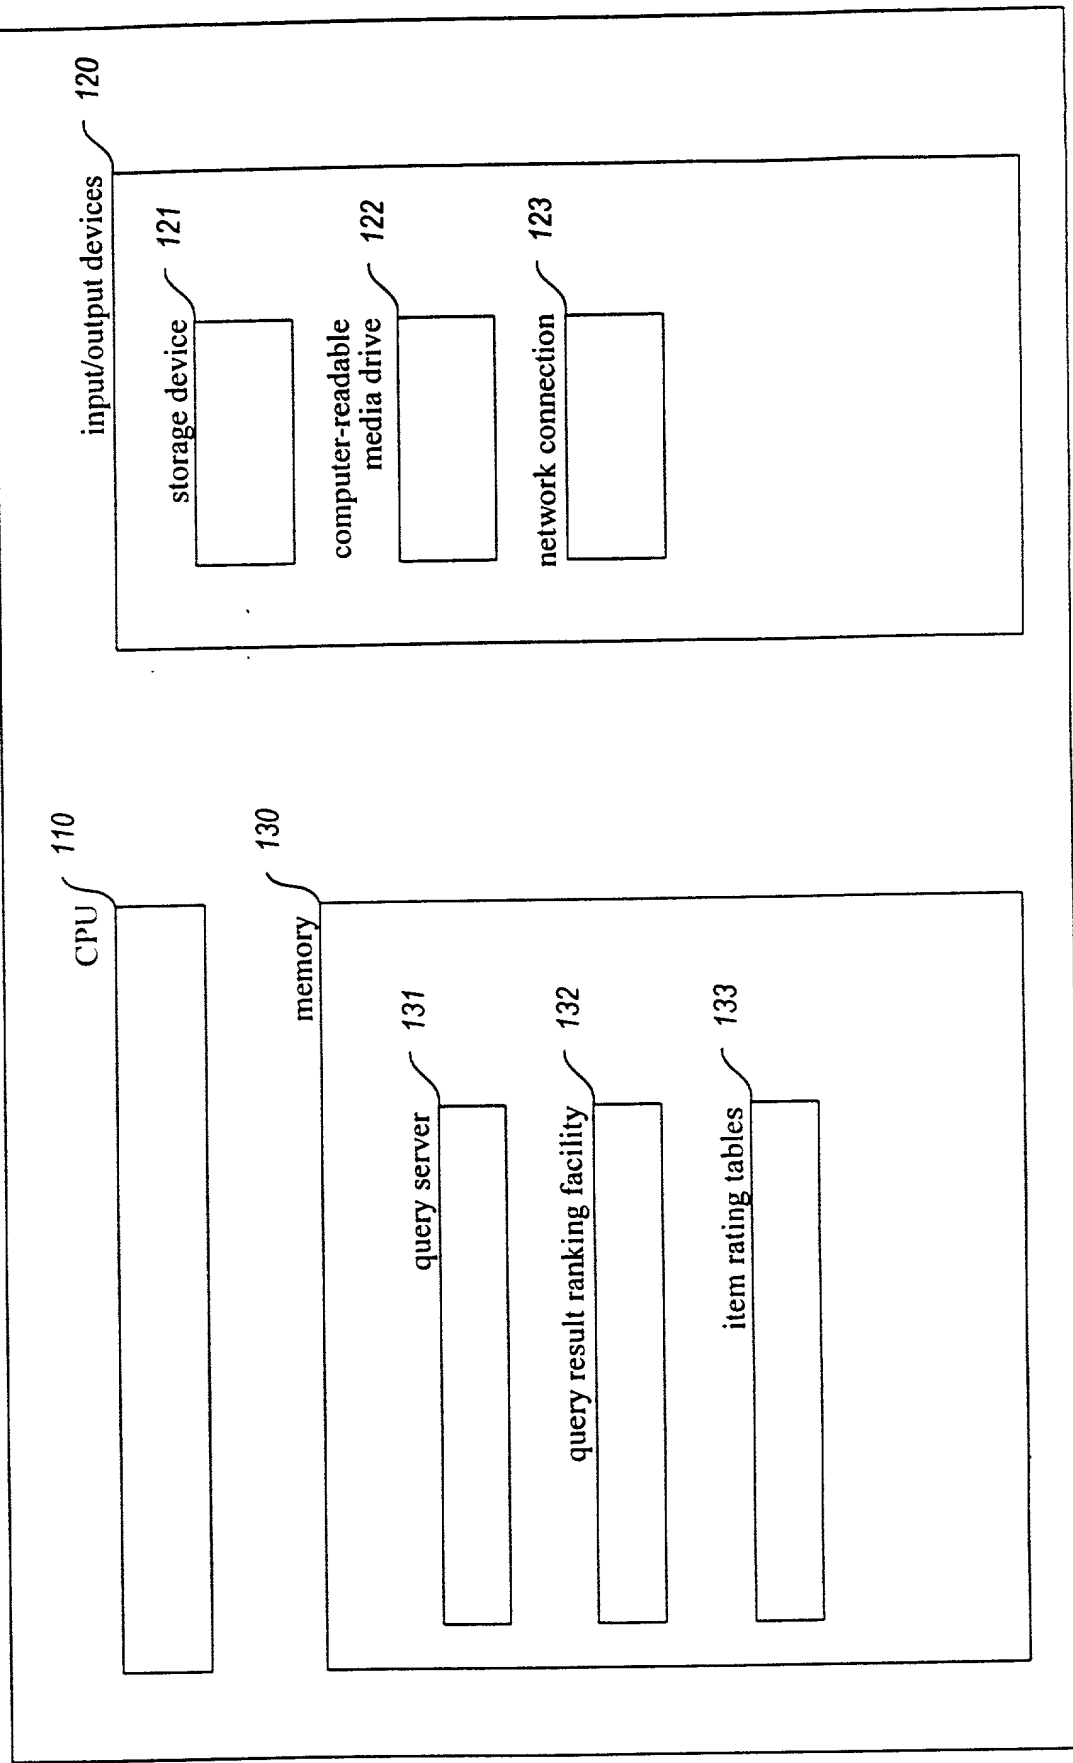 CPU
110
memory
130
query server
131
query result ranking facility
132
item rating tables
133
input/output devices
120
storage device
121
computer-readable
media drive
122
network connection
123